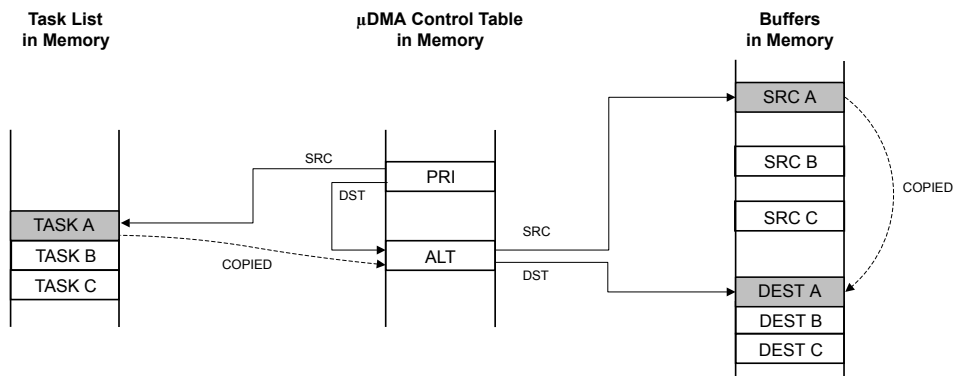 Task List
in Memory
μDMA Control Table
in Memory
Buffers
in Memory
SRC A
SRC
PRI
SRC B
DST
COPIED
TASK A
SRC C
SRC
TASK B
COPIED
ALT
DST
TASK C
DEST A
DEST B
DEST C